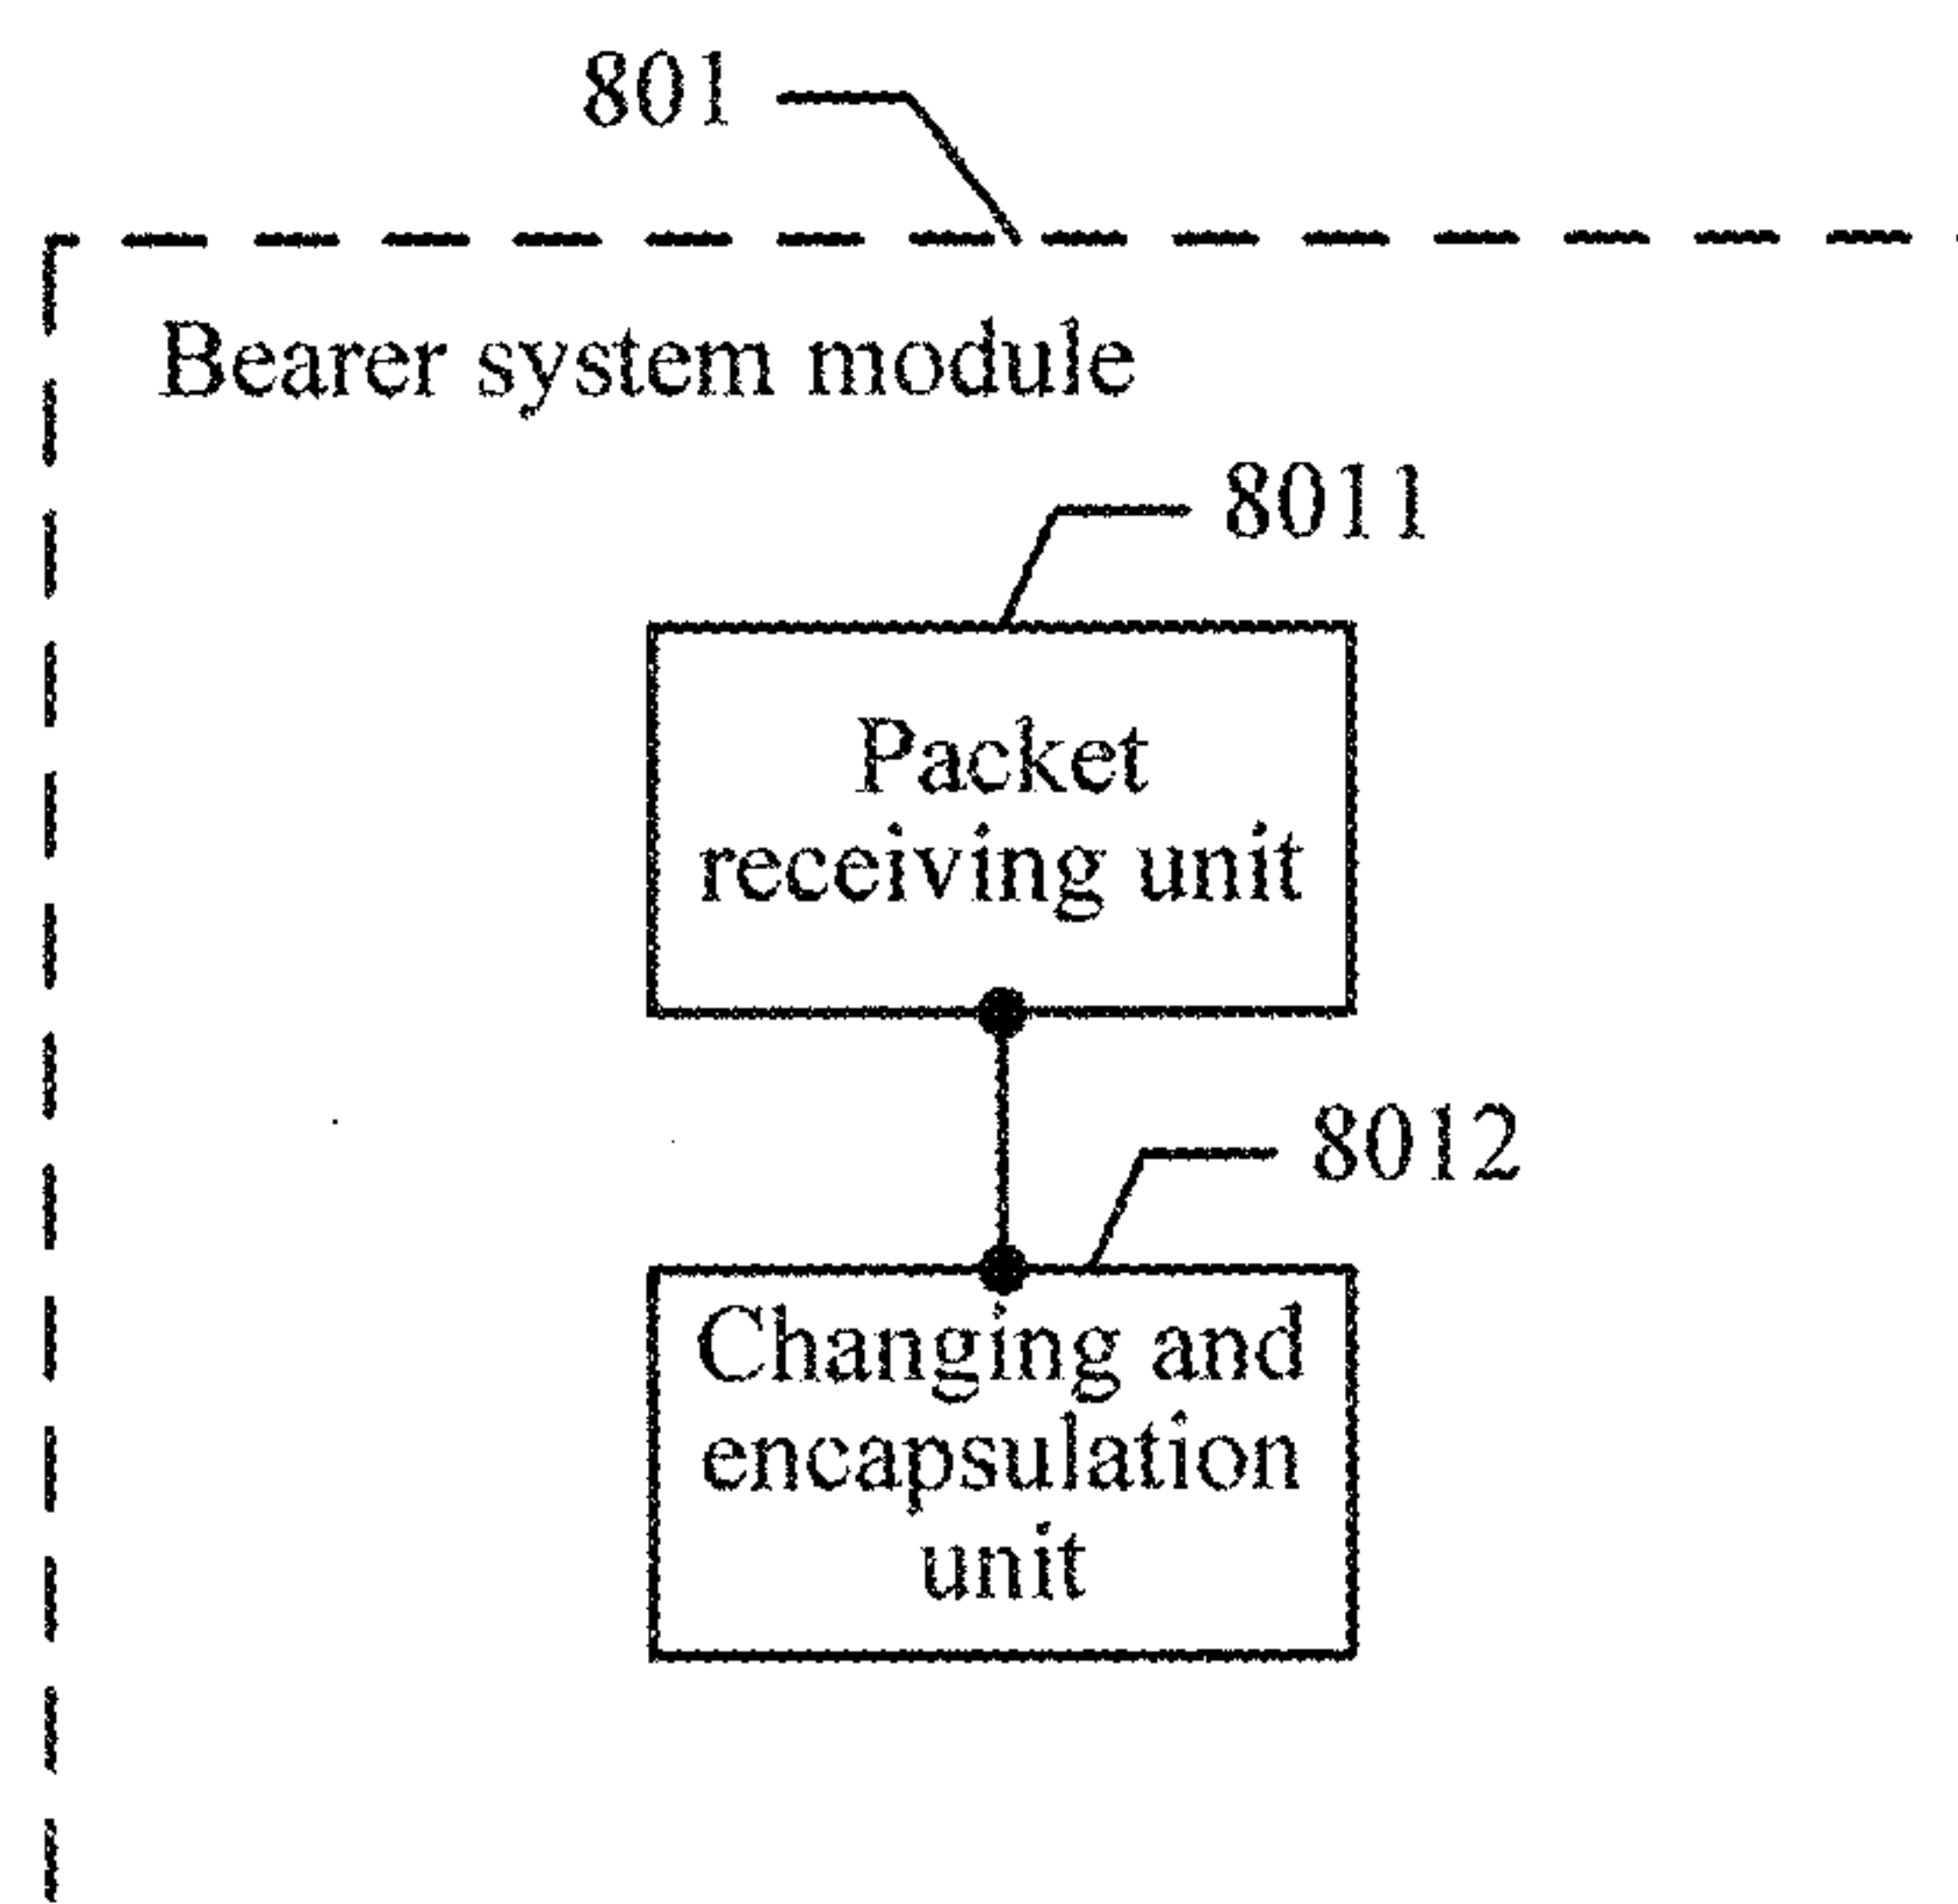 801
Bearer system module
8011
Packet
receiving unit
8012
Changing and
encapsulation
unit